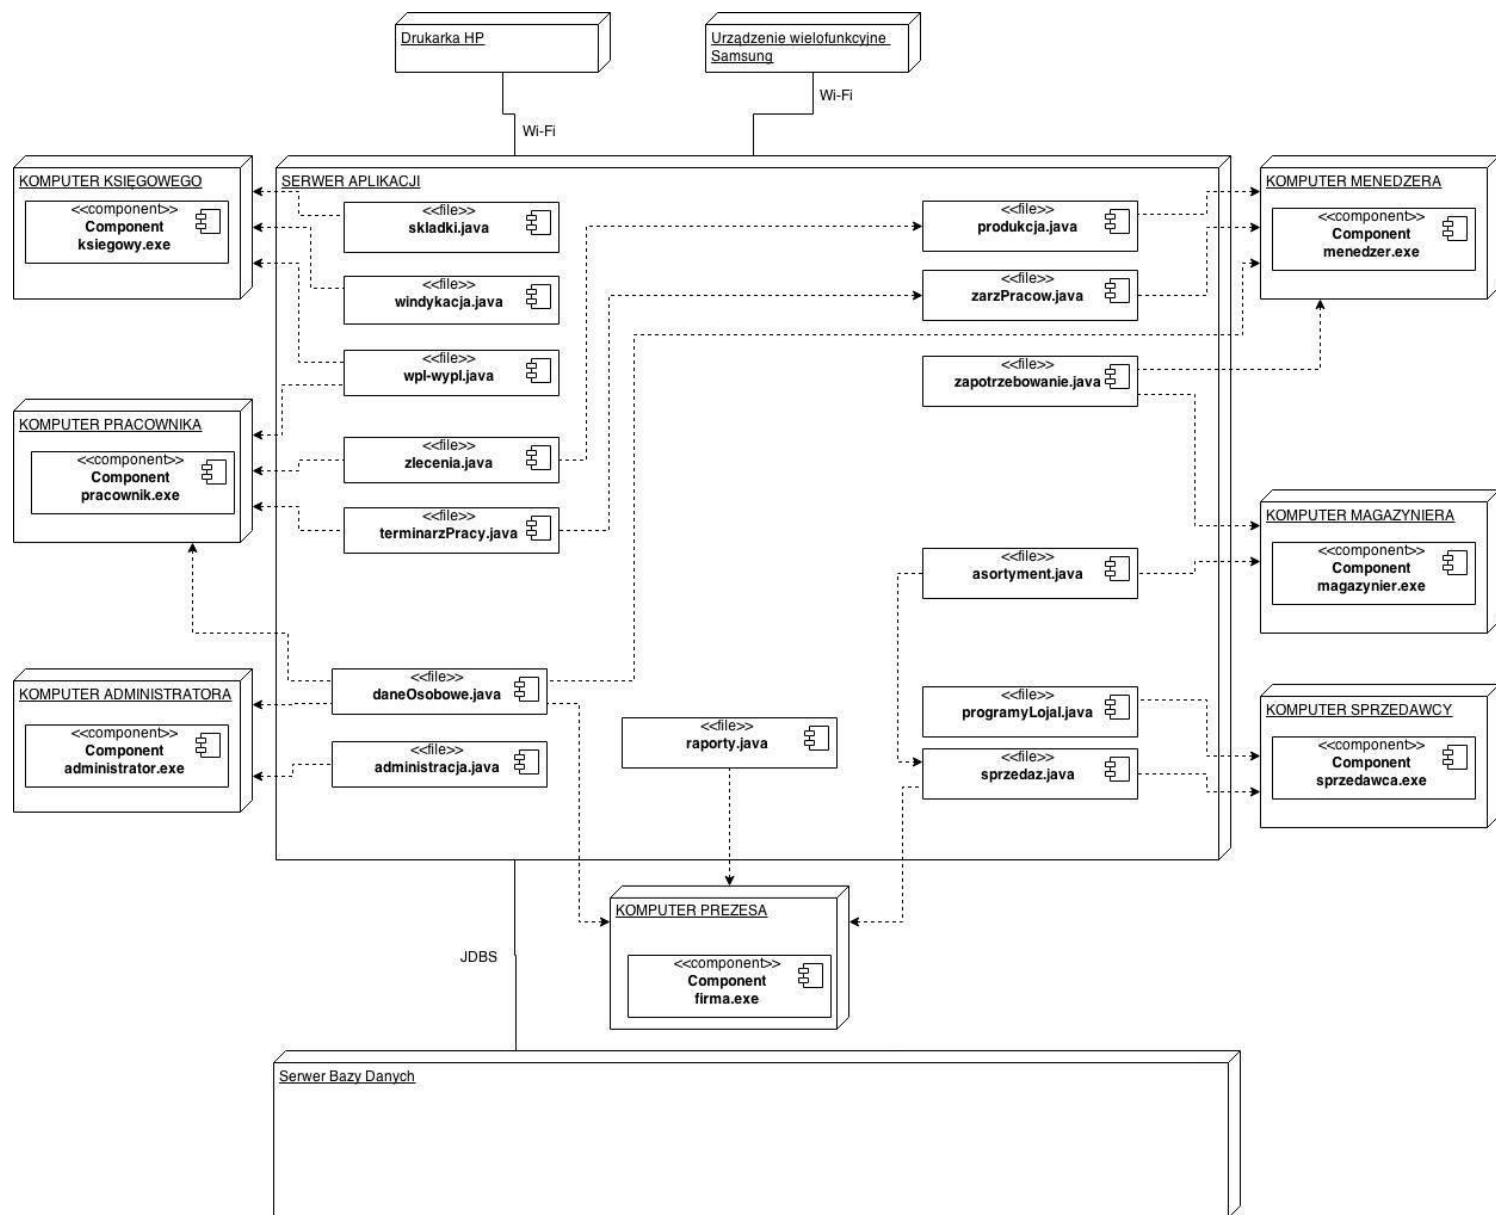 Drukarka HP
Urządzenie wielofunkcyjne
Samsung
Wi-Fi
Wi-Fi
KOMPUTER KSIĘGOWEGO
<<component>>
Component
ksiegowy.exe
KOMPUTER PRACOWNIKA
<<component>>
Component
pracownik.exe
KOMPUTER ADMINISTRATORA
<<component>>
Component
administrator.exe
SERWER APLIKACJI
<<file>>
skladki.java
<<file>>
windykacja.java
<<file>>
wpl-wypl.java
<<file>>
zlecenia.java
<<file>>
terminarzPracy.java
<<file>>
daneOsobowe.java
<<file>>
administracja.java
<<file>>
raporty.java
<<file>>
produkcja.java
<<file>>
zarzPracow.java
<<file>>
zapotrzebowanie.java
<<file>>
asortyment.java
<<file>>
programyLojal.java
<<file>>
sprzedaz.java
KOMPUTER MENEDZERA
<<component>>
Component
menedzer.exe
KOMPUTER MAGAZYNIERA
<<component>>
Component
magazynier.exe
KOMPUTER SPRZEDAWCY
<<component>>
Component
sprzedawca.exe
KOMPUTER PREZESA
<<component>>
Component
firma.exe
JDBS
Serwer Bazy Danych